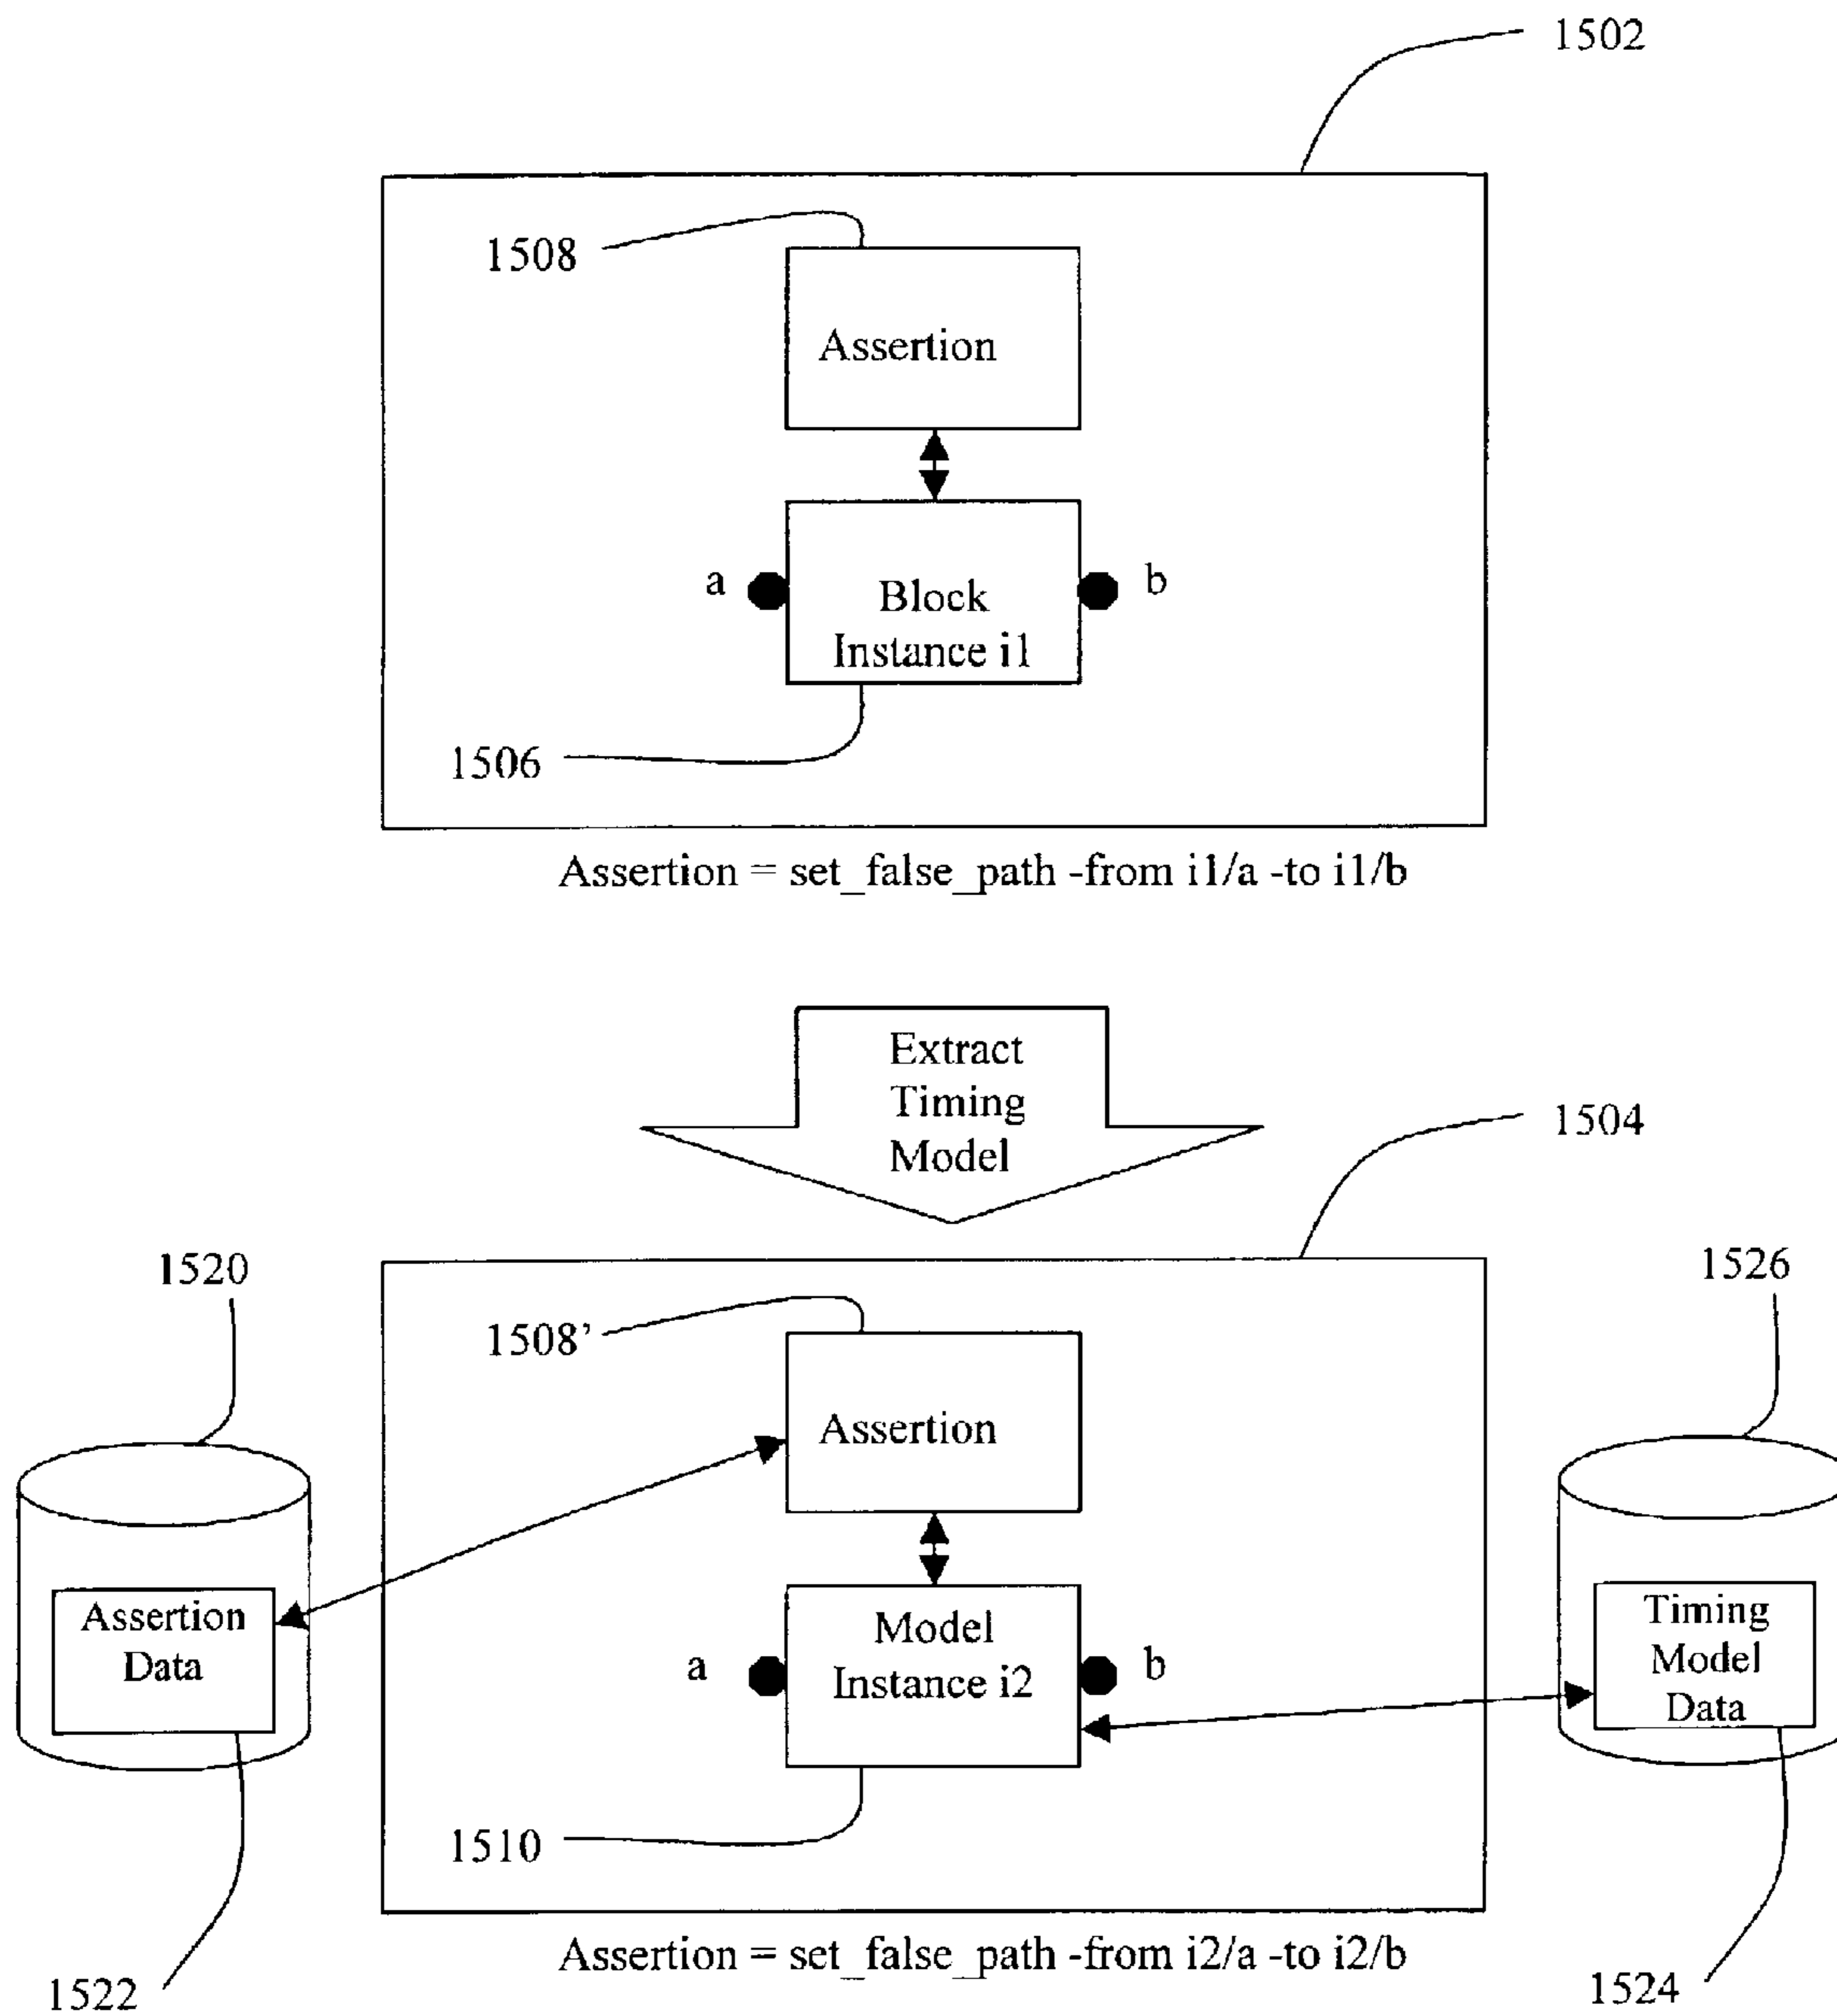 1502
1508
Assertion
a
b
Block
Instance i1
1506
Assertion = set_false_path -from i1/a -to i1/b
Extract
Timing
Model
1504
1520
1526
1508’
Assertion
Assertion
Data
Model
Instance i2
a
b
Timing
Model
Data
1510
Assertion = set_false_path -from i2/a -to i2/b
1522
1524